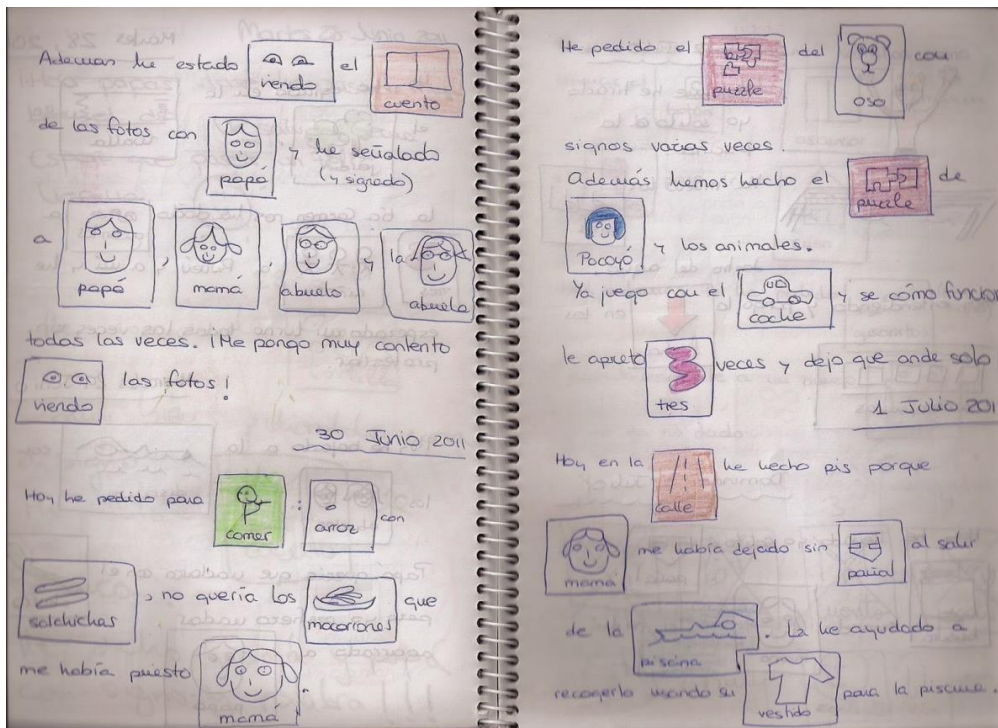 Ademas he estado viendo el cuento
de las fotos con papa y he señalado
(y signado)
a papá, mamá, abuelo y la abuela
todas las veces. ¡Me pongo muy contento
viendo las fotos!
30 Junio 2011
Hoy he pedido para comer: arroz con
salchichas, no quería los macarrones que
me había puesto mamá.
He pedido el puzzle del oso con
signos varias veces.
Además hemos hecho el puzzle de
Pocoyó y los animales.
Ya juego con el coche y se cómo funcion
le apreto tres veces y dejo que ande solo
1 Julio 201
Hoy en la calle he hecho pis porque
mamá me había dejado sin pañal al salir
de la piscina. La he ayudado a
recogerlo usando su vestido para la piscina.